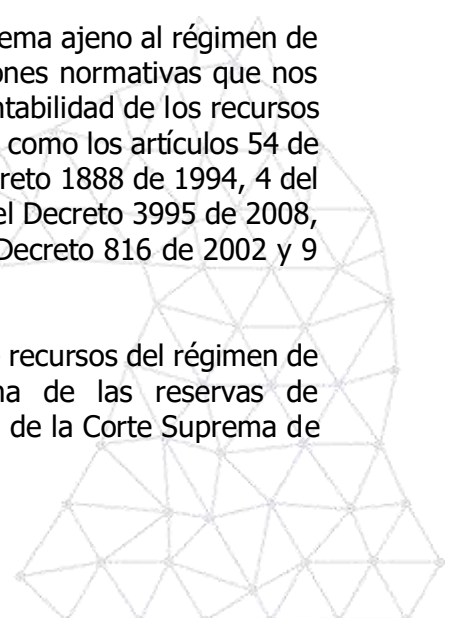 ema ajeno al régimen de
ones normativas que nos
ntabilidad de los recursos
como los artículos 54 de
reto 1888 de 1994, 4 del
el Decreto 3995 de 2008,
Decreto 816 de 2002 y 9
recursos del régimen de
na de las reservas de
de la Corte Suprema de